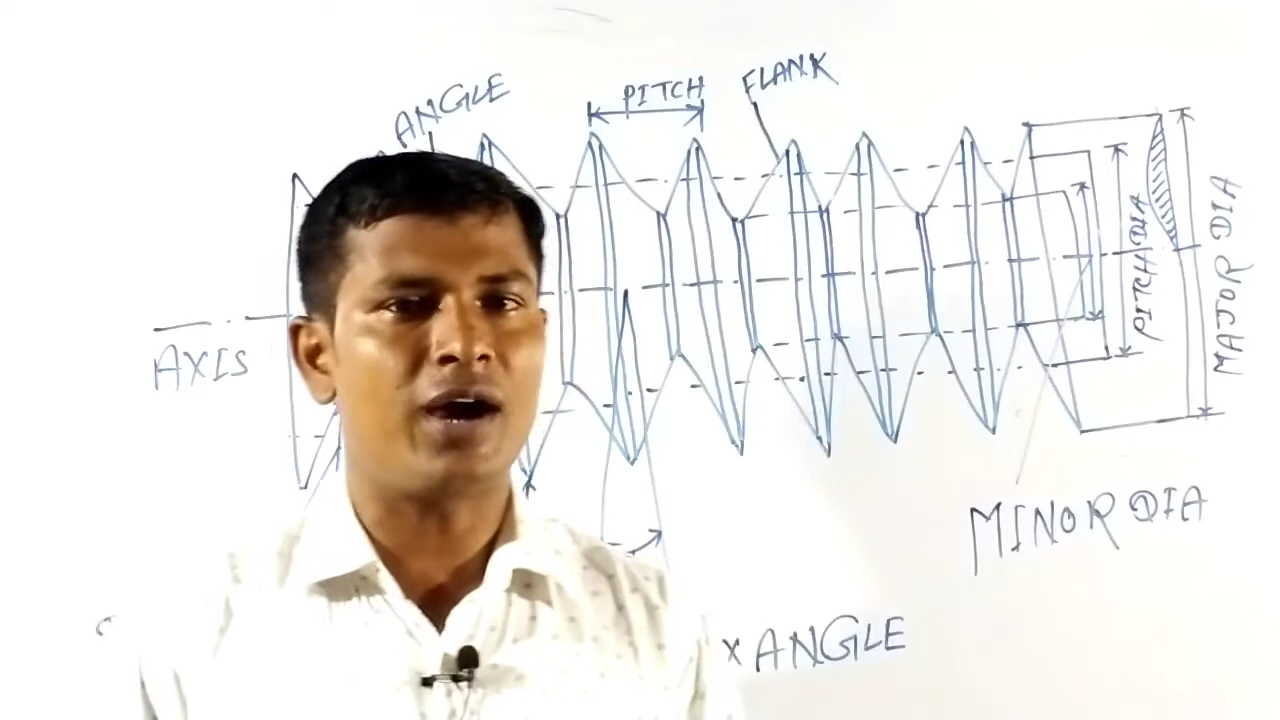 ANGLE
PITCH
FLANK
AXIS
PITCH DIA
MAJOR DIA
MINOR DIA
X ANGLE